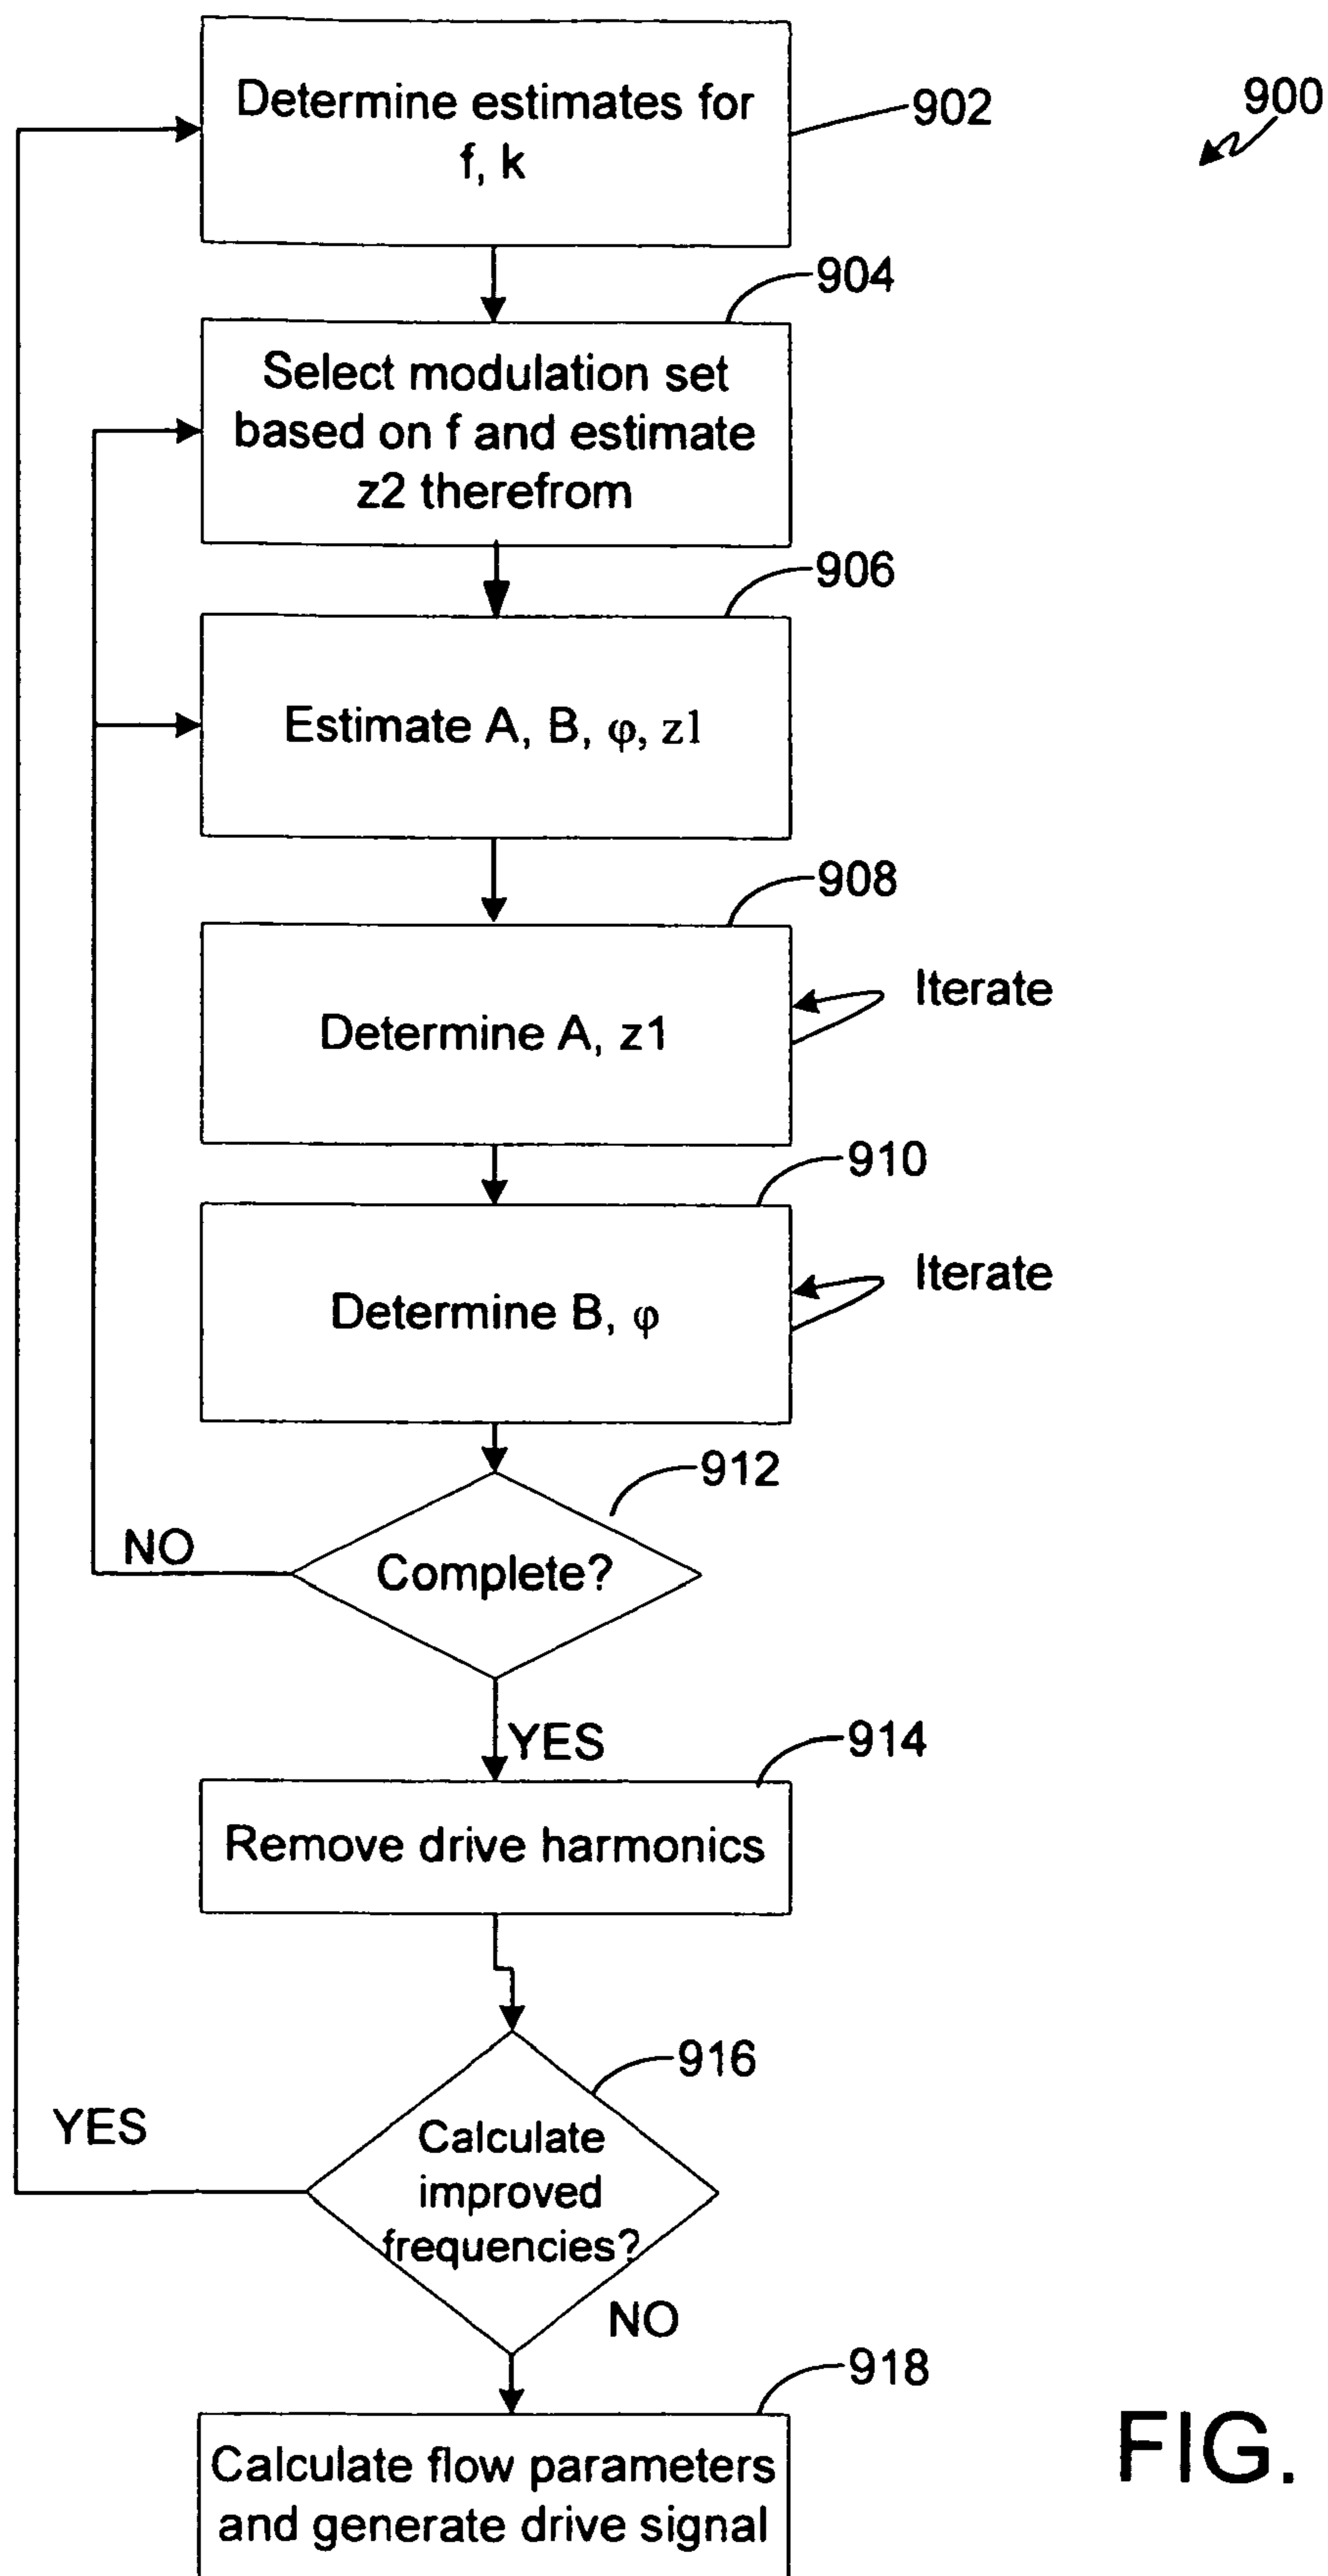 Determine estimates for
f, k
902
900
904
Select modulation set
based on f and estimate
z2 therefrom
906
Estimate A, B, φ, z1
908
Determine A, z1
Iterate
910
Determine B, φ
Iterate
912
Complete?
NO
YES
914
Remove drive harmonics
916
Calculate
improved
frequencies?
YES
NO
918
Calculate flow parameters
and generate drive signal
FIG.